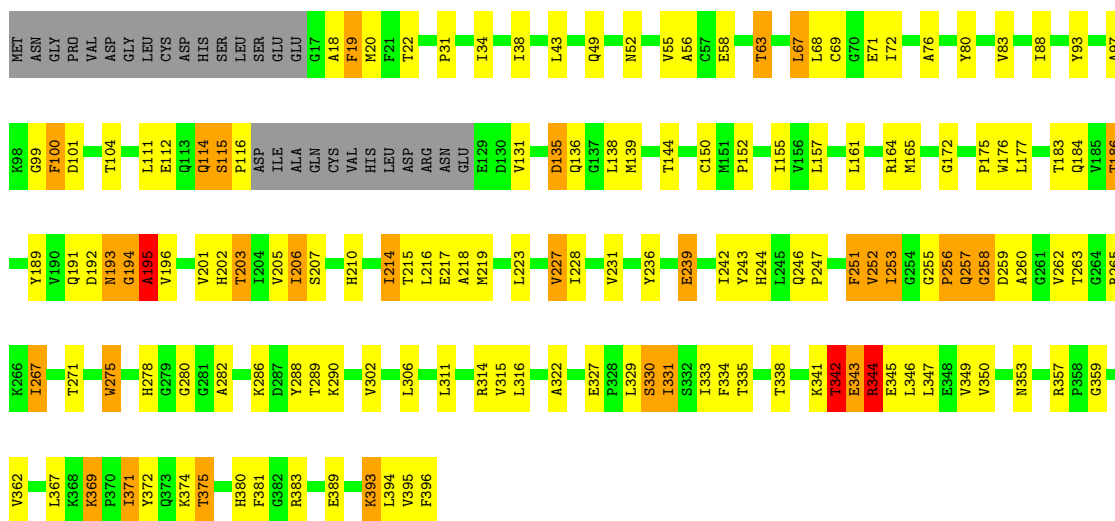 MET ASN GLY PRO VAL ASP GLY LEU CYS ASP HIS SER LEU SER GLU GLU G17 A18 F19 M20 F21 T22 P31 I34 I38 L43 Q49 N52 V55 A56 C57 E58 T63 L67 L68 C69 G70 E71 I72 A76 Y80 V83 I88 Y93 A97
K98 G99 F100 D101 T104 L111 E112 Q113 Q114 S115 P116 ASP ILE ALA GLN CYS VAL HIS LEU ASP ARG ASN GLU E129 D130 V131 D135 Q136 G137 L138 M139 T144 C150 M151 P152 I155 V156 L157 L161 R164 M165 G172 P175 W176 L177 T183 Q184 V185 T186
Y189 V190 Q191 D192 N193 G194 A195 V196 V201 H202 T203 I204 V205 I206 S207 H210 I214 T215 L216 E217 A218 M219 L223 V227 I228 V231 Y236 E239 I242 Y243 H244 L245 Q246 P247 F251 V252 I253 G254 G255 P256 Q257 G258 D259 A260 G261 V262 T263 G264 R265
K266 I267 T271 W275 H278 G279 G280 G281 A282 K286 D287 Y288 T289 K290 V302 L306 L311 R314 V315 L316 A322 E327 P328 L329 S330 I331 S332 I333 F334 T335 T338 K341 T342 E343 R344 E345 L346 L347 E348 V349 V350 N353 R357 P358 G359
V362 L367 K368 K369 P370 I371 Y372 Q373 K374 T375 H380 F381 G382 R383 E389 K393 L394 V395 F396